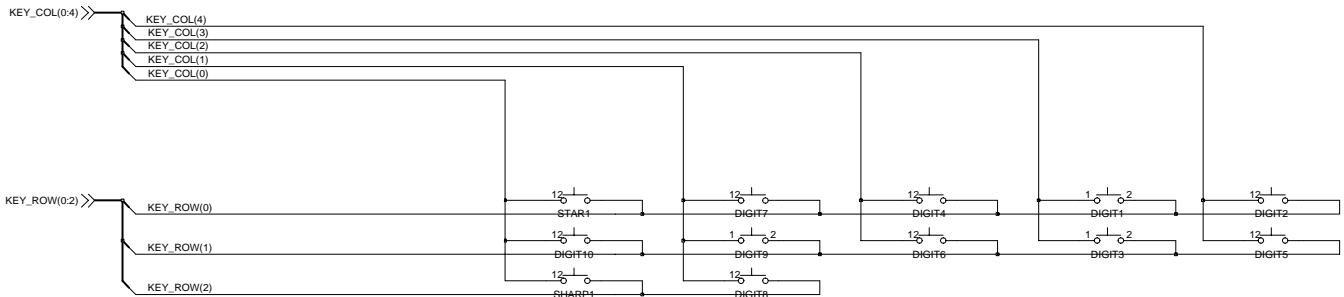 KEY_COL(0:4)
KEY_COL(4)
KEY_COL(3)
KEY_COL(2)
KEY_COL(1)
KEY_COL(0)
KEY_ROW(0:2)
KEY_ROW(0)
12 12 12 1 2 12
STAR1 DIGIT7 DIGIT4 DIGIT1 DIGIT2
KEY_ROW(1)
12 1 2 12 1 2 12
DIGIT10 DIGIT9 DIGIT6 DIGIT3 DIGIT5
KEY_ROW(2)
12 12
SHARP1 DIGIT8